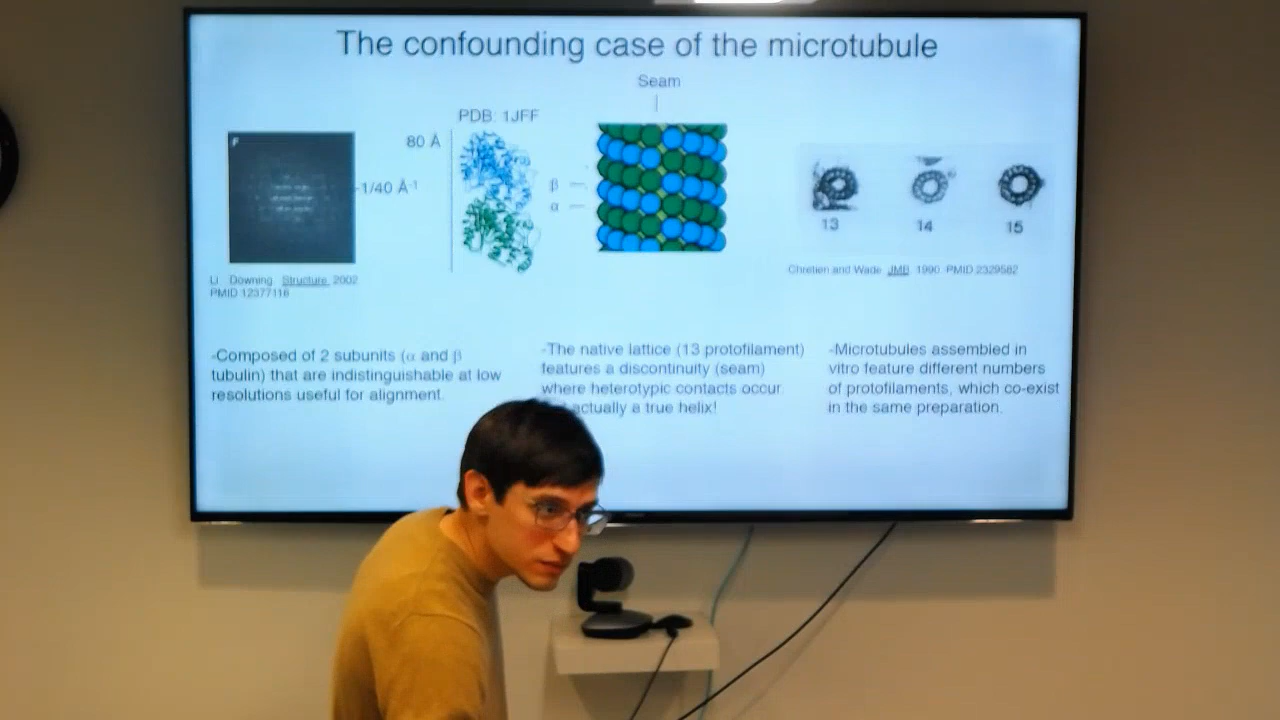 The confounding case of the microtubule
Seam
PDB: 1JFF
80 Å
F
1/40 Å-1
β
α
13
14
15
Li Downing Structure 2002
PMID 12377116
Chretien and Wade JMB 1990 PMID 2329582
-Composed of 2 subunits (α and β
tubulin) that are indistinguishable at low
resolutions useful for alignment.
-The native lattice (13 protofilament)
features a discontinuity (seam)
where heterotypic contacts occur.
actually a true helix!
-Microtubules assembled in
vitro feature different numbers
of protofilaments, which co-exist
in the same preparation.